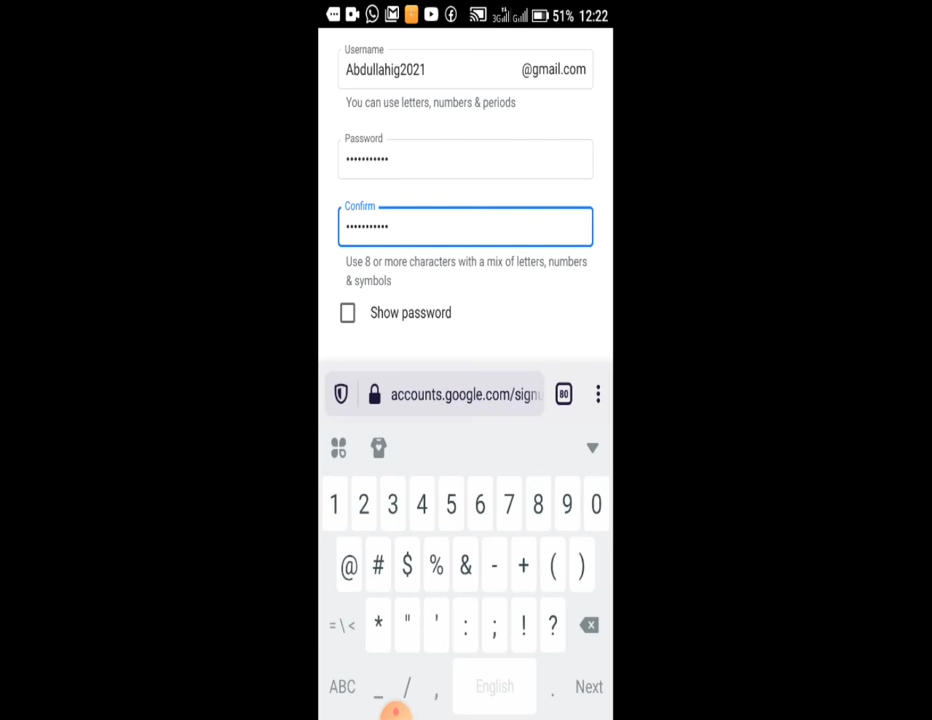 3G 51% 12:22
Username
Abdullahig2021 @gmail.com
You can use letters, numbers & periods
Password
•••••••••••
Confirm
•••••••••••
Use 8 or more characters with a mix of letters, numbers
& symbols
Show password
accounts.google.com/signu 80
1 2 3 4 5 6 7 8 9 0
@ # $ % & - + ( )
= \ < * " ' : ; ! ?
ABC _ / , English . Next